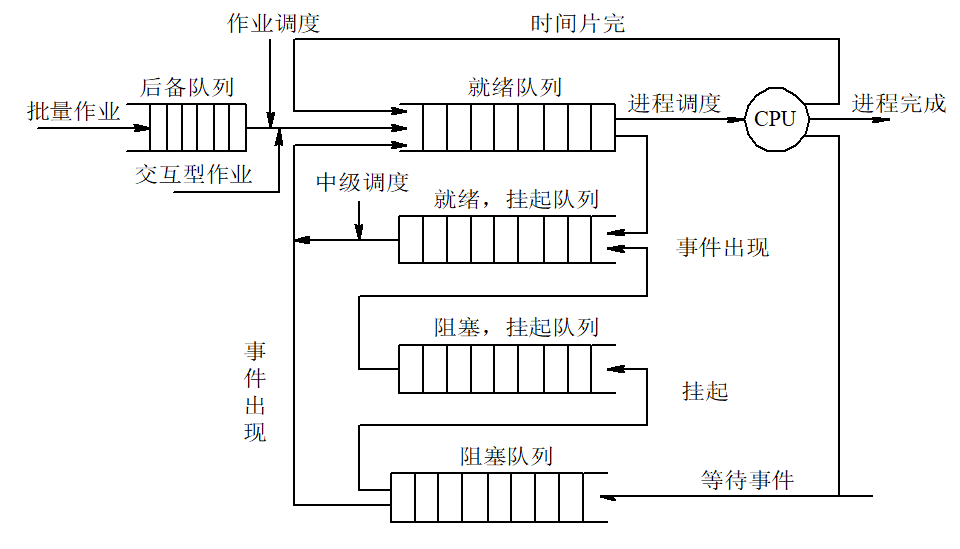 作业调度
时间片完
后备队列
就绪队列
批量作业
进程调度
CPU
进程完成
交互型作业
中级调度
就绪，挂起队列
事件出现
阻塞，挂起队列
事件出现
挂起
阻塞队列
等待事件